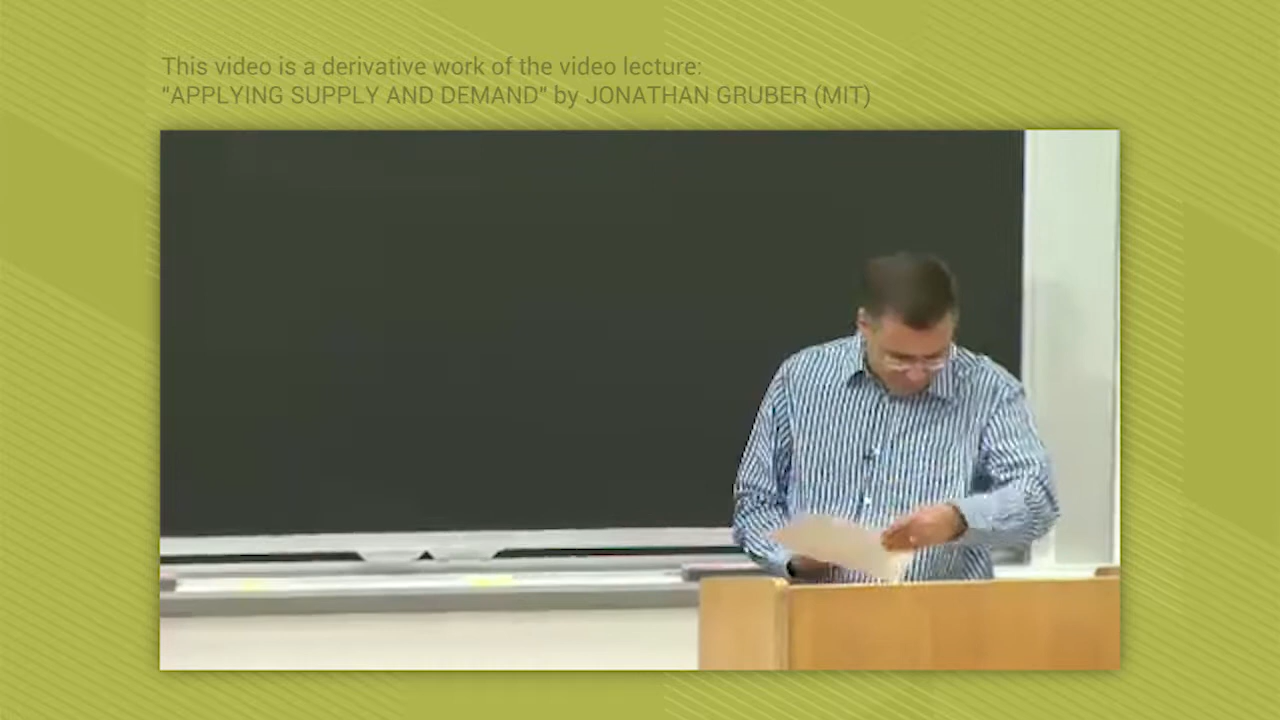 This video is a derivative work of the video lecture:
"APPLYING SUPPLY AND DEMAND" by JONATHAN GRUBER (MIT)